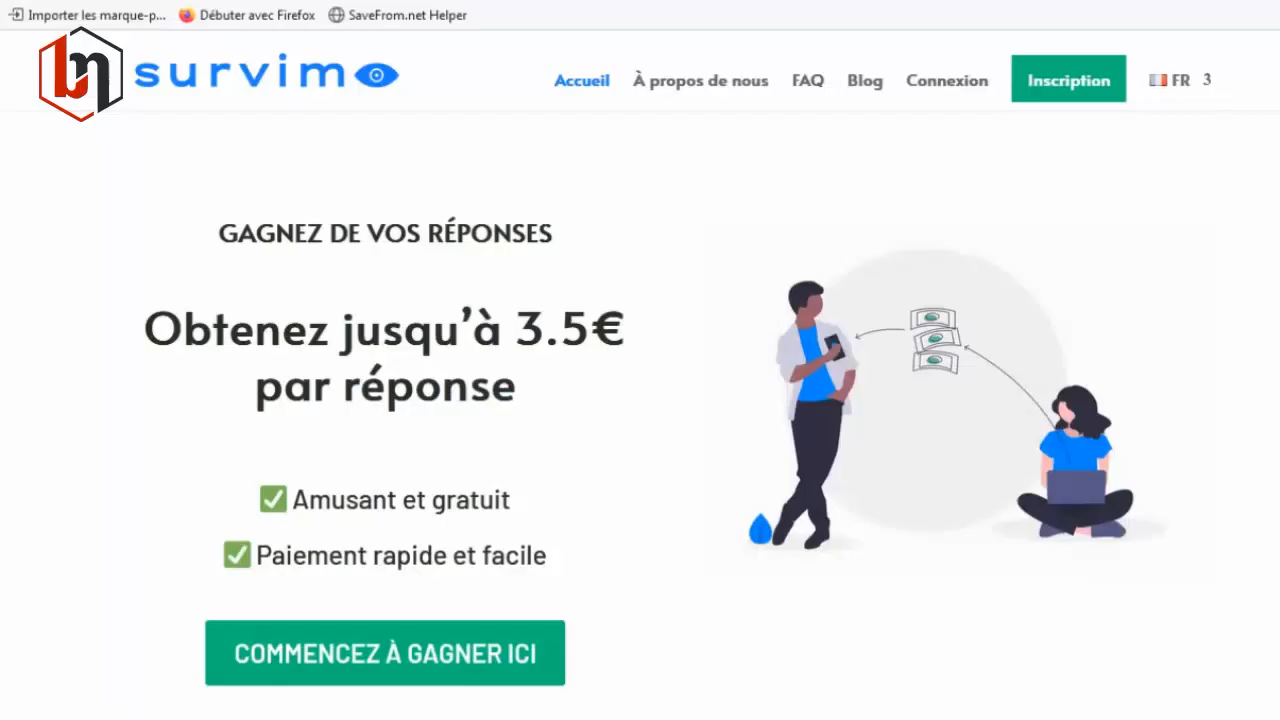 Importer les marque-p...
Débuter avec Firefox
SaveFrom.net Helper
bn
survimo
Accueil
À propos de nous
FAQ
Blog
Connexion
Inscription
FR 3
GAGNEZ DE VOS RÉPONSES
Obtenez jusqu'à 3.5€
par réponse
Amusant et gratuit
Paiement rapide et facile
COMMENCEZ À GAGNER ICI